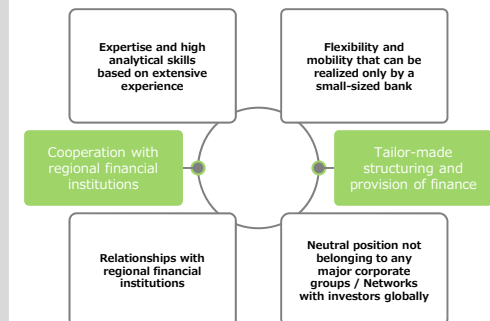 Expertise and high
analytical skills
based on extensive
experience
Flexibility and
mobility that can be
realized only by a
small-sized bank
Cooperation with
regional financial
institutions
Tailor-made
structuring and
provision of finance
Relationships with
regional financial
institutions
Neutral position not
belonging to any
major corporate
groups / Networks
with investors globally